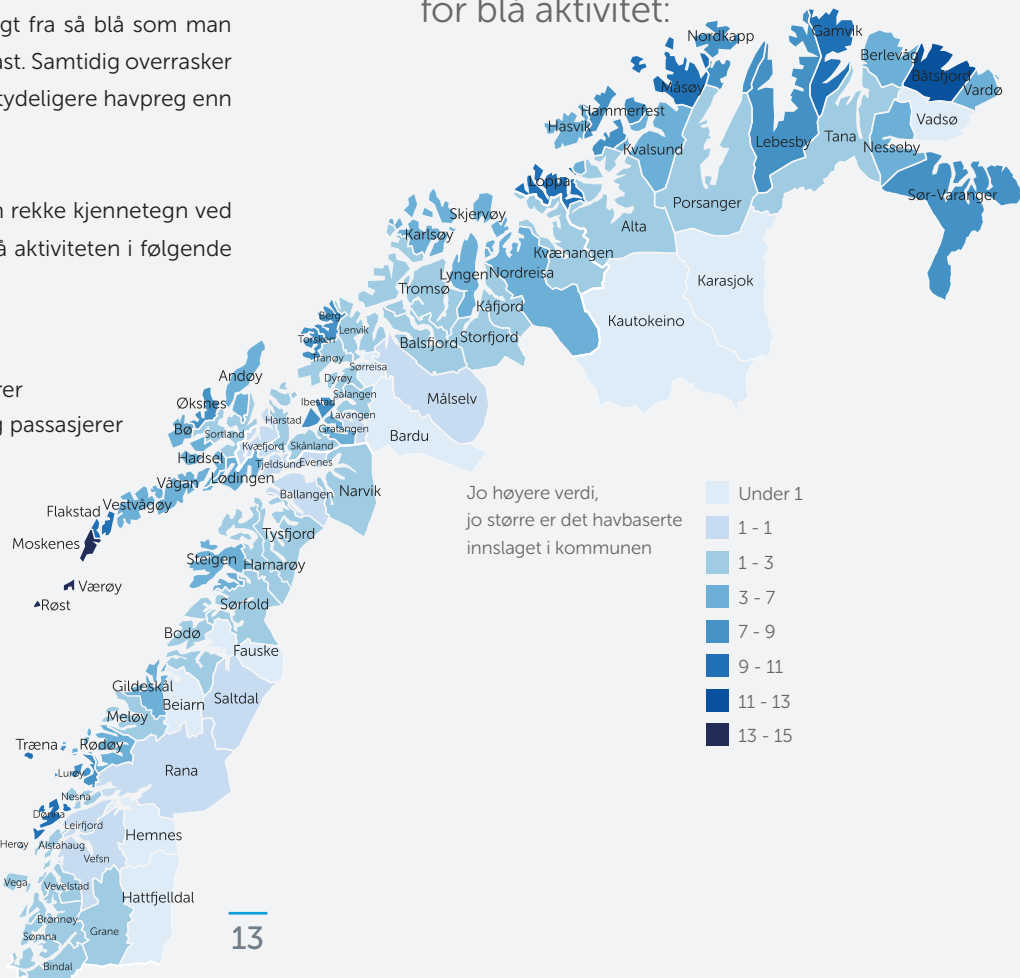 gt fra så blå som man
ast. Samtidig overrasker
tydeligere havpreg enn
n rekke kjennetegn ved
å aktiviteten i følgende
rer
g passasjerer
for blå aktivitet:
Nordkapp
Gamvik
Berlevåg
Båtsfjord
Vardø
Måsøy
Hammerfest
Hasvik
Vadsø
Kvalsund
Lebesby
Tana
Nesseby
Loppa
Porsanger
Sør-Varanger
Skjervøy
Karlsøy
Alta
Kvænangen
Lyngen
Nordreisa
Tromsø
Karasjok
Kåfjord
Kautokeino
Berg
Lenvik
Torsken
Balsfjord
Storfjord
Tranøy
Sørreisa
Dyrøy
Andøy
Målselv
Salangen
Ibestad
Øksnes
Lavangen
Harstad
Gratangen
Bø
Sortland
Bardu
Kvæfjord
Skånland
Hadsel
Tjeldsund
Evenes
Vågan
Lødingen
Ballangen
Narvik
Flakstad
Vestvågøy
Moskenes
Tysfjord
Steigen
Hamarøy
Værøy
Røst
Sørfold
Bodø
Fauske
Gildeskål
Beiarn
Saltdal
Meløy
Træna
Rødøy
Lurøy
Rana
Nesna
Dønna
Leirfjord
Hemnes
Herøy
Alstahaug
Vefsn
Vega
Vevelstad
Hattfjelldal
Brønnøy
Sømna
Grane
Bindal
Jo høyere verdi,
jo større er det havbaserte
innslaget i kommunen
Under 1
1 - 1
1 - 3
3 - 7
7 - 9
9 - 11
11 - 13
13 - 15
13